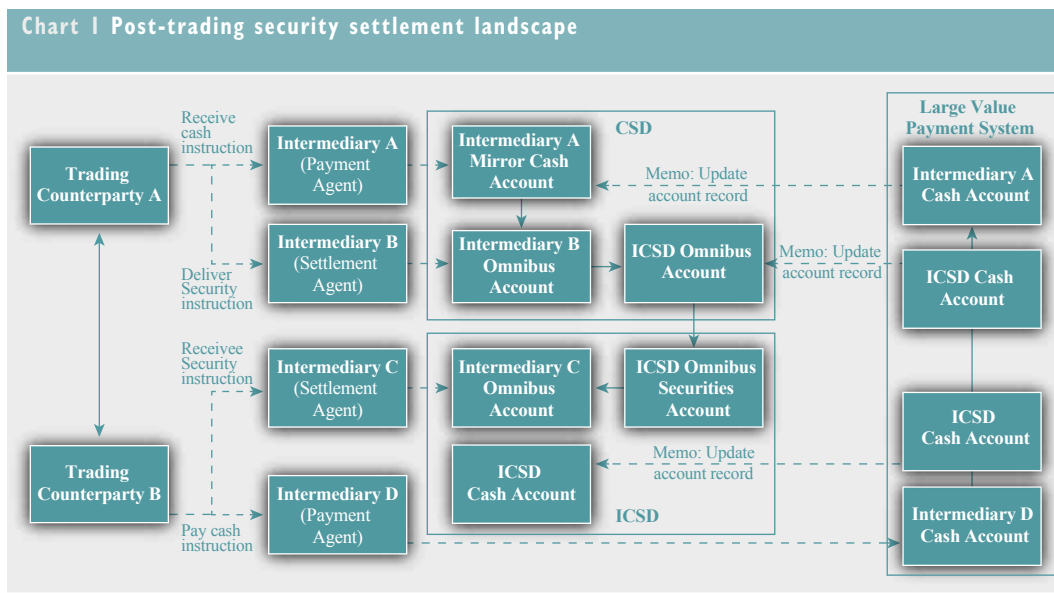 Chart 1 Post-trading security settlement landscape
Receive
cash
instruction
Trading
Counterparty A
Deliver
Security
instruction
Intermediary A
(Payment
Agent)
Intermediary B
(Settlement
Agent)
CSD
Intermediary A
Mirror Cash
Account
Intermediary B
Omnibus
Account
ICSD Omnibus
Account
Memo: Update
account record
Memo: Update
account record
Large Value
Payment System
Intermediary A
Cash Account
ICSD Cash
Account
Receivee
Security
instruction
Trading
Counterparty B
Pay cash
instruction
Intermediary C
(Settlement
Agent)
Intermediary D
(Payment
Agent)
Intermediary C
Omnibus
Account
ICSD Omnibus
Securities
Account
ICSD
Cash Account
Memo: Update
account record
ICSD
ICSD
Cash Account
Intermediary D
Cash Account